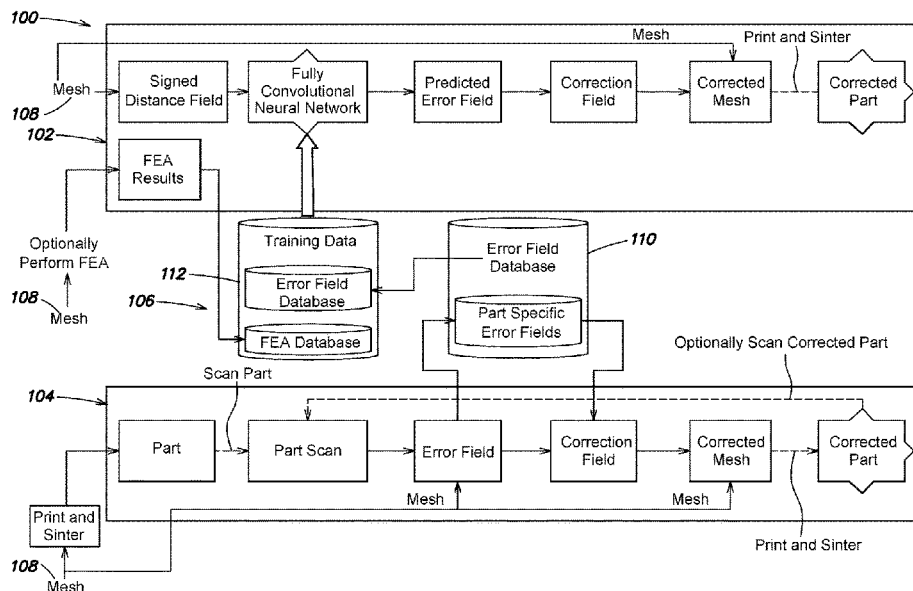 100
Mesh
Print and Sinter
Mesh
108
Signed
Distance Field
Fully
Convolutional
Neural Network
Predicted
Error Field
Correction
Field
Corrected
Mesh
Corrected
Part
102
FEA
Results
Optionally
Perform FEA
108
Mesh
106
112
Training Data
Error Field
Database
FEA Database
110
Error Field
Database
Part Specific
Error Fields
Scan Part
Optionally Scan Corrected Part
104
Part
Part Scan
Error Field
Correction
Field
Corrected
Mesh
Corrected
Part
Mesh
Mesh
Print and
Sinter
Print and Sinter
108
Mesh